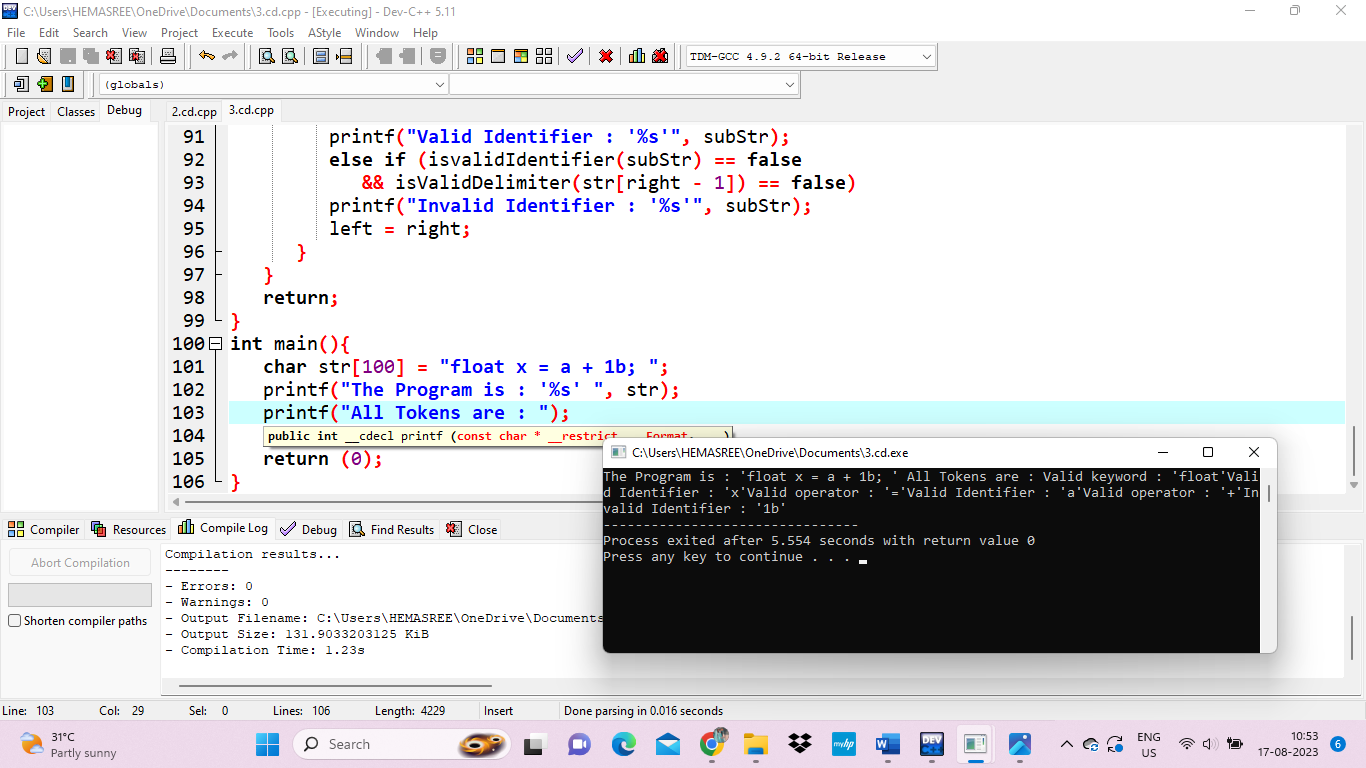 C:\Users\HEMASREE\OneDrive\Documents\3.cd.cpp - [Executing] - Dev-C++ 5.11
File Edit Search View Project Execute Tools AStyle Window Help
TDM-GCC 4.9.2 64-bit Release
(globals)
Project Classes Debug 2.cd.cpp 3.cd.cpp
91 printf("Valid Identifier : '%s'", subStr);
92 else if (isvalidIdentifier(subStr) == false
93 && isValidDelimiter(str[right - 1]) == false)
94 printf("Invalid Identifier : '%s'", subStr);
95 left = right;
96 }
97 }
98 return;
99 }
100 int main(){
101 char str[100] = "float x = a + 1b; ";
102 printf("The Program is : '%s' ", str);
103 printf("All Tokens are : ");
104
public int __cdecl printf (const char * __restrict__ Format, ...)
105 return (0);
106 }
C:\Users\HEMASREE\OneDrive\Documents\3.cd.exe
The Program is : 'float x = a + 1b; ' All Tokens are : Valid keyword : 'float'Vali
d Identifier : 'x'Valid operator : '='Valid Identifier : 'a'Valid operator : '+'In
valid Identifier : '1b'
--------------------------------
Process exited after 5.554 seconds with return value 0
Press any key to continue . . .
Compiler Resources Compile Log Debug Find Results Close
Abort Compilation
Shorten compiler paths
Compilation results...
--------
- Errors: 0
- Warnings: 0
- Output Filename: C:\Users\HEMASREE\OneDrive\Documents
- Output Size: 131.9033203125 KiB
- Compilation Time: 1.23s
Line: 103 Col: 29 Sel: 0 Lines: 106 Length: 4229 Insert Done parsing in 0.016 seconds
31°C
Partly sunny
Search
ENG
US
10:53
17-08-2023
6